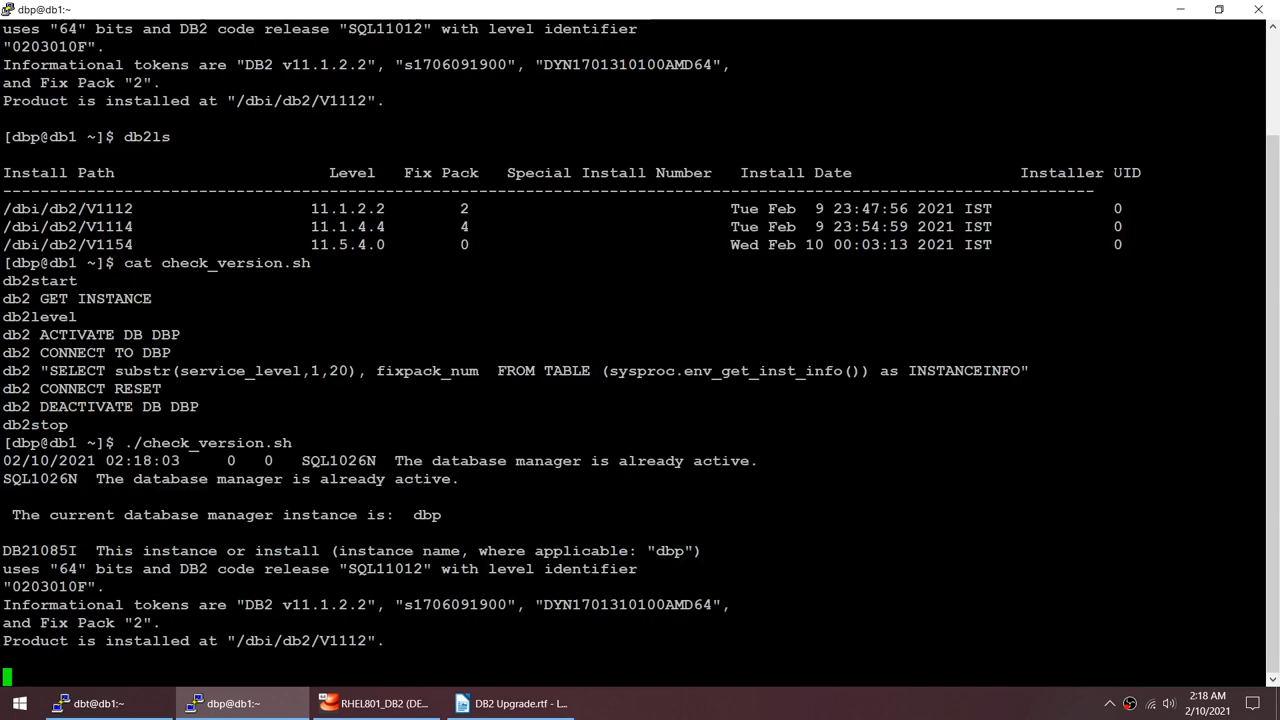 dbp@db1:~
uses "64" bits and DB2 code release "SQL11012" with level identifier
"0203010F".
Informational tokens are "DB2 v11.1.2.2", "s1706091900", "DYN1701310100AMD64",
and Fix Pack "2".
Product is installed at "/dbi/db2/V1112".
[dbp@db1 ~]$ db2ls
Install Path Level Fix Pack Special Install Number Install Date Installer UID
---------------------------------------------------------------------------------------------------------------------
/dbi/db2/V1112 11.1.2.2 2 Tue Feb 9 23:47:56 2021 IST 0
/dbi/db2/V1114 11.1.4.4 4 Tue Feb 9 23:54:59 2021 IST 0
/dbi/db2/V1154 11.5.4.0 0 Wed Feb 10 00:03:13 2021 IST 0
[dbp@db1 ~]$ cat check_version.sh
db2start
db2 GET INSTANCE
db2level
db2 ACTIVATE DB DBP
db2 CONNECT TO DBP
db2 "SELECT substr(service_level,1,20), fixpack_num FROM TABLE (sysproc.env_get_inst_info()) as INSTANCEINFO"
db2 CONNECT RESET
db2 DEACTIVATE DB DBP
db2stop
[dbp@db1 ~]$ ./check_version.sh
02/10/2021 02:18:03 0 0 SQL1026N The database manager is already active.
SQL1026N The database manager is already active.
The current database manager instance is: dbp
DB21085I This instance or install (instance name, where applicable: "dbp")
uses "64" bits and DB2 code release "SQL11012" with level identifier
"0203010F".
Informational tokens are "DB2 v11.1.2.2", "s1706091900", "DYN1701310100AMD64",
and Fix Pack "2".
Product is installed at "/dbi/db2/V1112".
dbt@db1:~ dbp@db1:~ RHEL801_DB2 (DE... DB2 Upgrade.rtf - L... 2:18 AM
2/10/2021